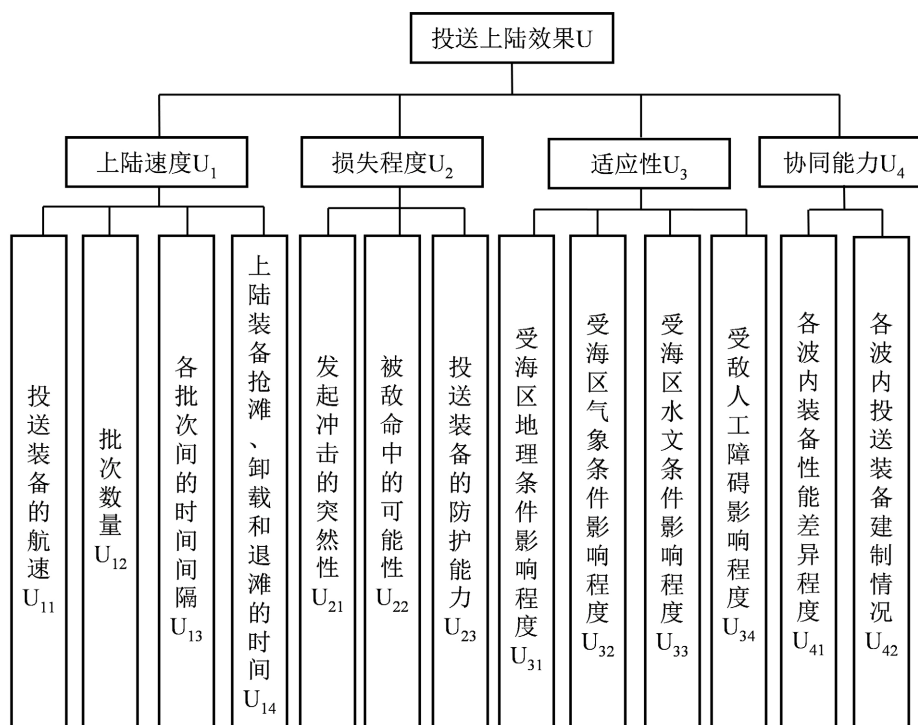 投送上陆效果U
上陆速度U₁
损失程度U₂
适应性U₃
协同能力U₄
投送装备的航速U₁₁
批次数量U₁₂
各批次间的时间间隔U₁₃
上陆装备抢滩、卸载和退滩的时间U₁₄
发起冲击的突然性U₂₁
被敌命中的可能性U₂₂
投送装备的防护能力U₂₃
受海区地理条件影响程度U₃₁
受海区气象条件影响程度U₃₂
受海区水文条件影响程度U₃₃
受敌人工障碍影响程度U₃₄
各波内装备性能差异程度U₄₁
各波内投送装备建制情况U₄₂